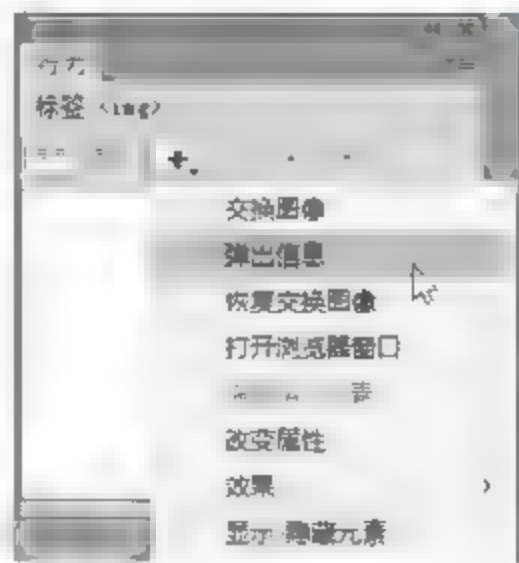 行为
标签 <img>
交换图像
弹出信息
恢复交换图像
打开浏览器窗口
改变属性
效果
显示-隐藏元素